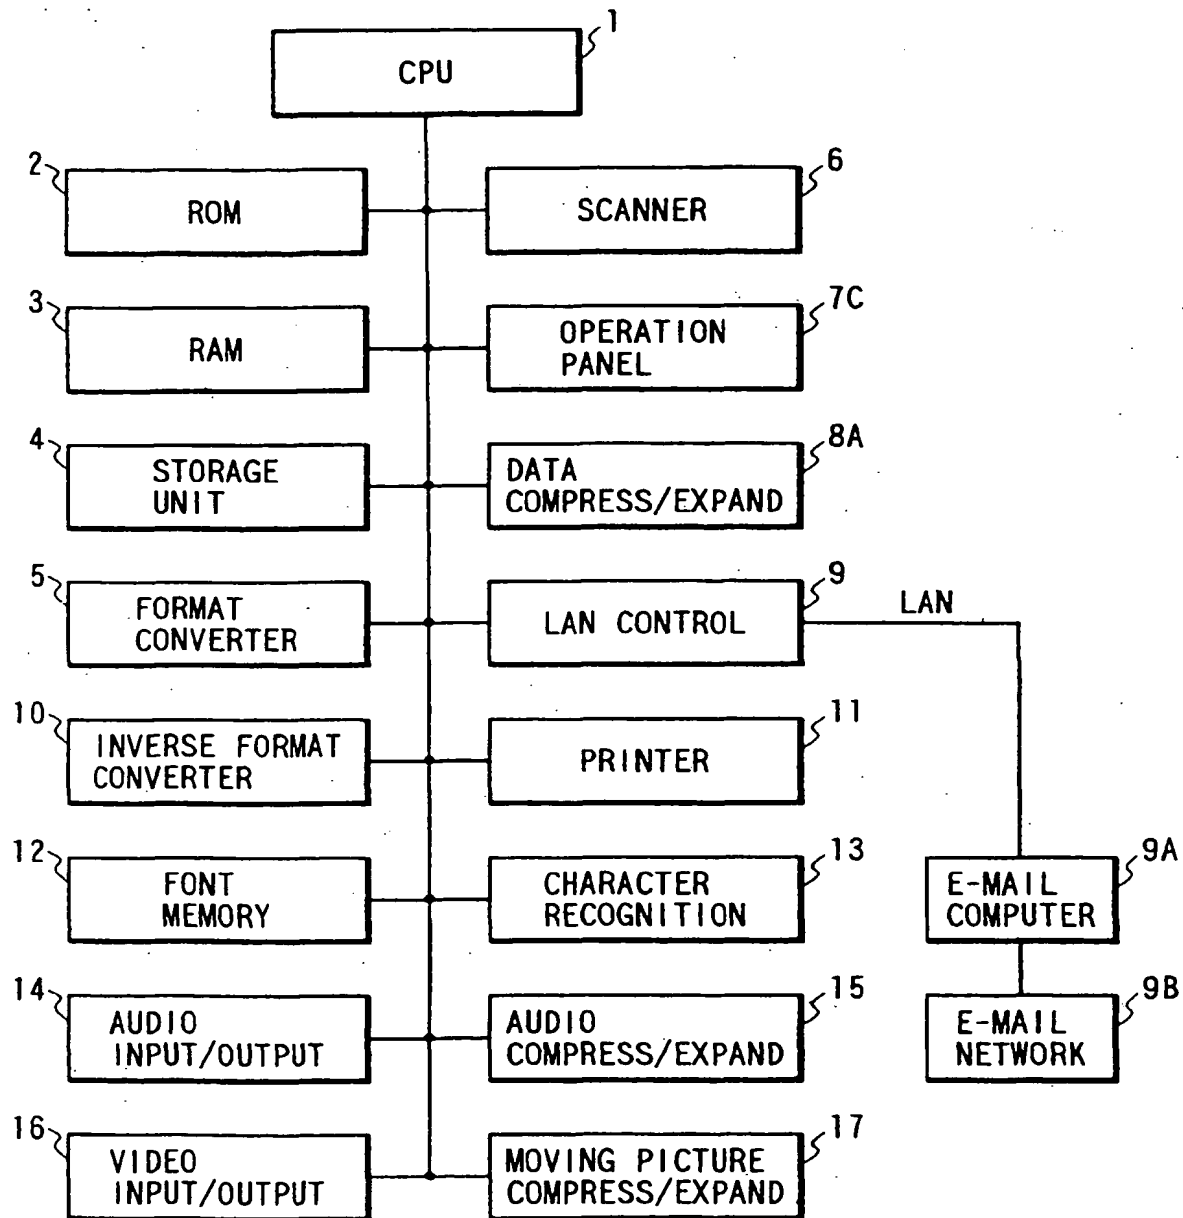 1
CPU
2
ROM
6
SCANNER
3
RAM
7C
OPERATION
PANEL
4
STORAGE
UNIT
8A
DATA
COMPRESS/EXPAND
5
FORMAT
CONVERTER
9
LAN CONTROL
LAN
10
INVERSE FORMAT
CONVERTER
11
PRINTER
12
FONT
MEMORY
13
CHARACTER
RECOGNITION
9A
E-MAIL
COMPUTER
14
AUDIO
INPUT/OUTPUT
15
AUDIO
COMPRESS/EXPAND
9B
E-MAIL
NETWORK
16
VIDEO
INPUT/OUTPUT
17
MOVING PICTURE
COMPRESS/EXPAND